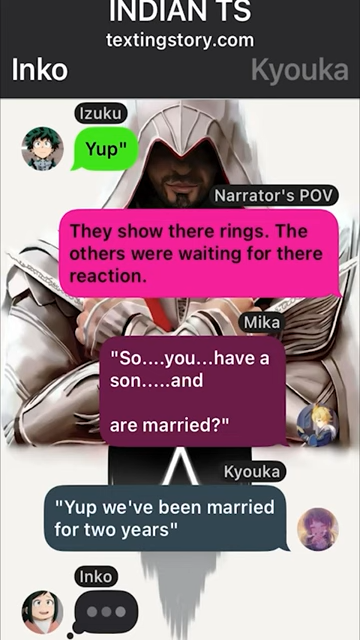 INDIAN TS
textingstory.com
Inko Kyouka
Izuku
Yup"
Narrator's POV
They show there rings. The
others were waiting for there
reaction.
Mika
"So....you...have a
son.....and
are married?"
Kyouka
"Yup we've been married
for two years"
Inko